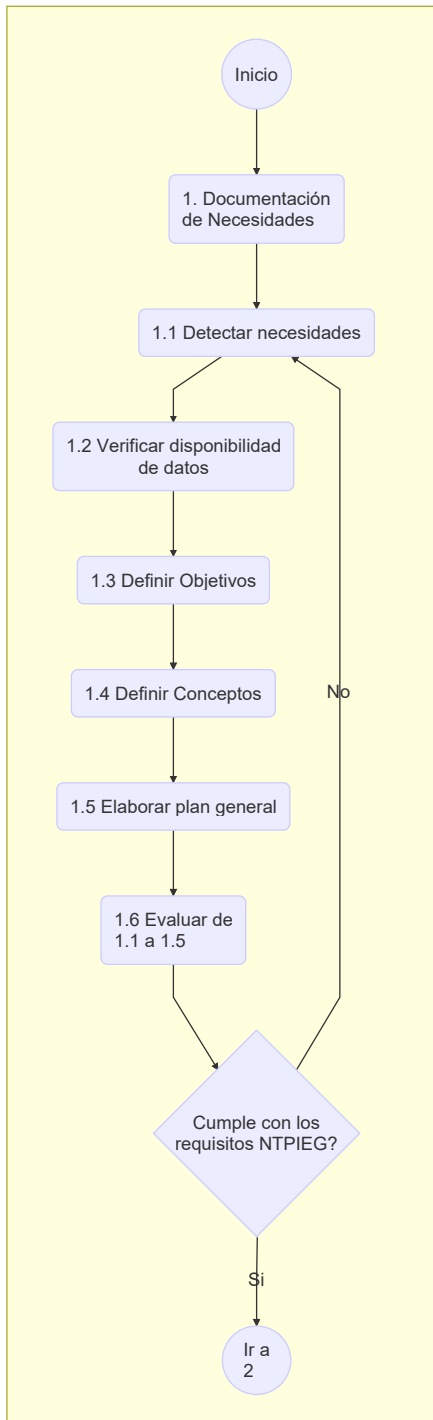 Inicio
1. Documentación
de Necesidades
1.1 Detectar necesidades
1.2 Verificar disponibilidad
de datos
1.3 Definir Objetivos
1.4 Definir Conceptos
No
1.5 Elaborar plan general
1.6 Evaluar de
1.1 a 1.5
Cumple con los
requisitos NTPIEG?
Si
Ir a
2